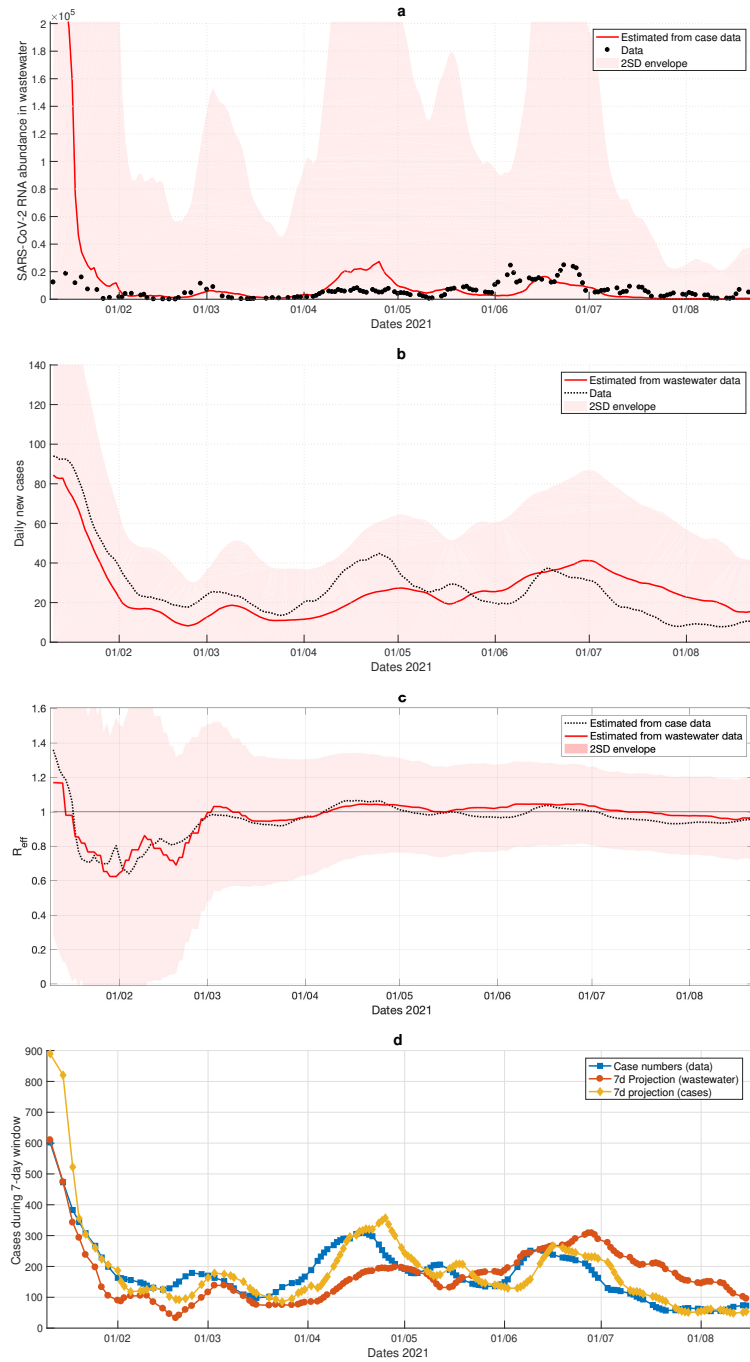 a
×10⁵
2
1.8
1.6
1.4
1.2
1
0.8
0.6
0.4
0.2
0
SARS-CoV-2 RNA abundance in wastewater
Estimated from case data
Data
2SD envelope
01/02 01/03 01/04 01/05 01/06 01/07 01/08
Dates 2021
b
140
120
100
80
60
40
20
0
Daily new cases
Estimated from wastewater data
Data
2SD envelope
01/02 01/03 01/04 01/05 01/06 01/07 01/08
Dates 2021
c
1.6
1.4
1.2
1
0.8
0.6
0.4
0.2
0
R_eff
Estimated from case data
Estimated from wastewater data
2SD envelope
01/02 01/03 01/04 01/05 01/06 01/07 01/08
Dates 2021
d
900
800
700
600
500
400
300
200
100
0
Cases during 7-day window
Case numbers (data)
7d Projection (wastewater)
7d projection (cases)
01/02 01/03 01/04 01/05 01/06 01/07 01/08
Dates 2021